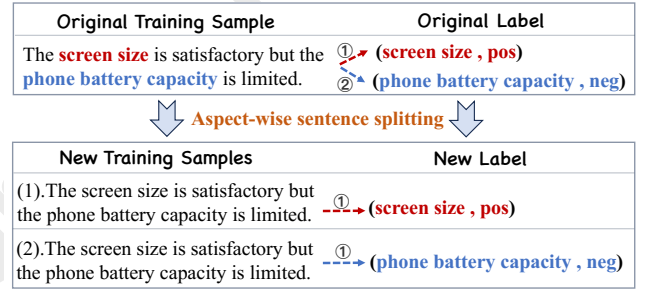 Original Training Sample Original Label
The screen size is satisfactory but the ① (screen size , pos)
phone battery capacity is limited. ② (phone battery capacity , neg)
Aspect-wise sentence splitting
New Training Samples New Label
(1).The screen size is satisfactory but
the phone battery capacity is limited. ① (screen size , pos)
(2).The screen size is satisfactory but
the phone battery capacity is limited. ① (phone battery capacity , neg)